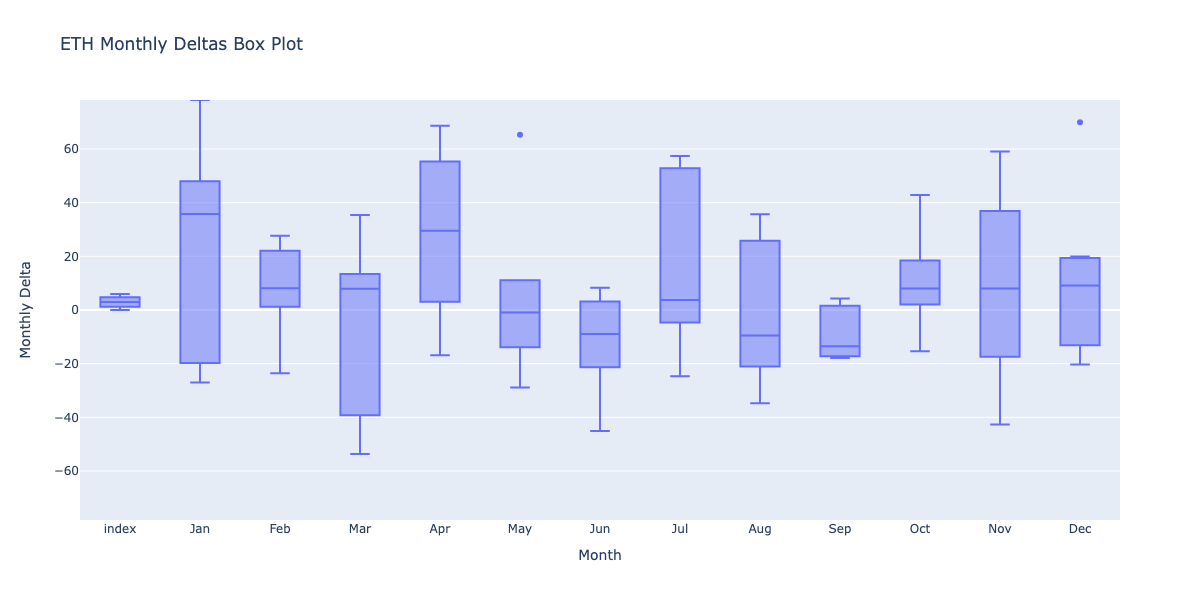 ETH Monthly Deltas Box Plot
Monthly Delta
60
40
20
0
−20
−40
−60
index Jan Feb Mar Apr May Jun Jul Aug Sep Oct Nov Dec
Month